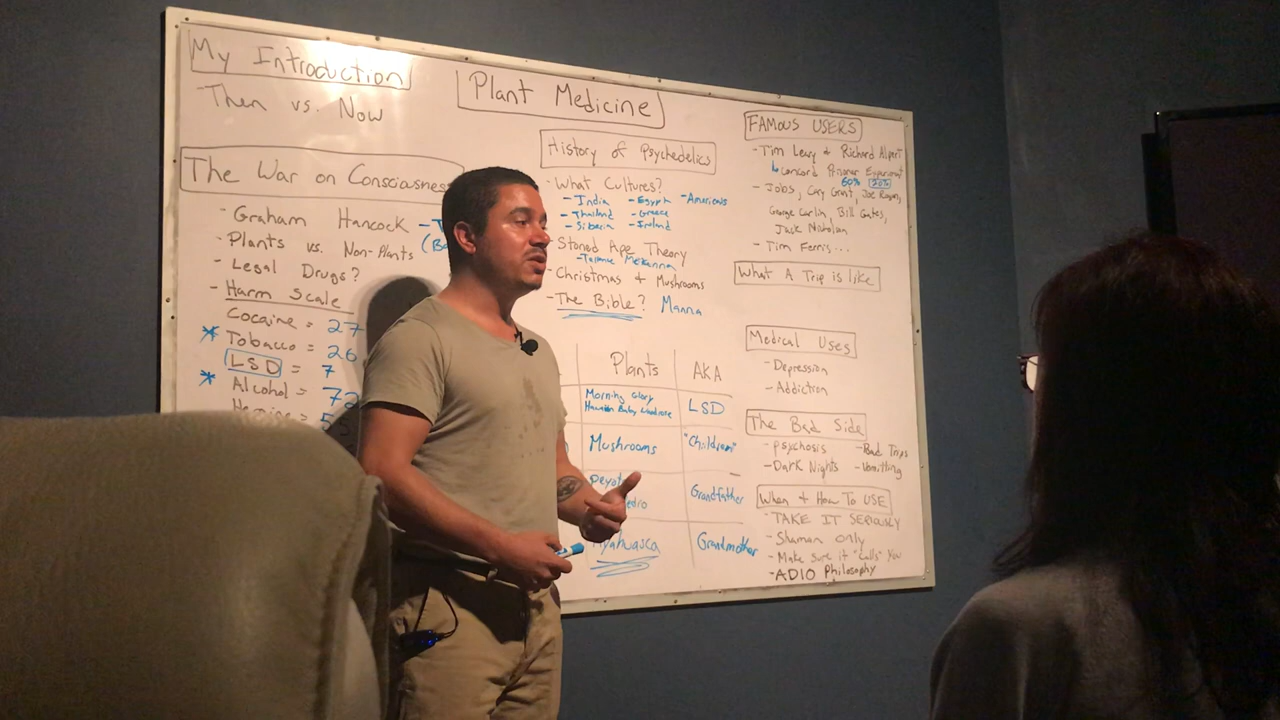 My Introduction
- Then vs. Now
The War on Consciousness
- Graham Hancock -
- Plants vs. Non-Plants
- Legal Drugs?
- Harm Scale
Cocaine = 27
* Tobacco = 26
LSD = 7
* Alcohol = 72
Plant Medicine
History of Psychedelics
- What Cultures?
- India - Egypt - Americas
- Thailand - Greece
- Siberia - Ireland
- Stoned Ape Theory
- Christmas & Mushrooms
- The Bible? Manna
Plants AKA
Morning Glory
Baby LSD
Mushrooms "Children"
Grandfather
Ayahuasca Grandmother
FAMOUS USERS
- Tim Leary & Richard Alpert
Concord Prisoner Experiment
60% 20%
- Jobs, Cary Grant, Joe Rogan,
George Carlin, Bill Gates,
Jack Nicholson
- Tim Ferris...
What A Trip is like
Medical Uses
- Depression
- Addiction
The Bad Side
- Psychosis - Bad Trips
- Dark Nights - Vomitting
When & How To USE
- TAKE IT SERIOUSLY
- Shaman only
- Make sure it "calls" you
- ADIO Philosophy